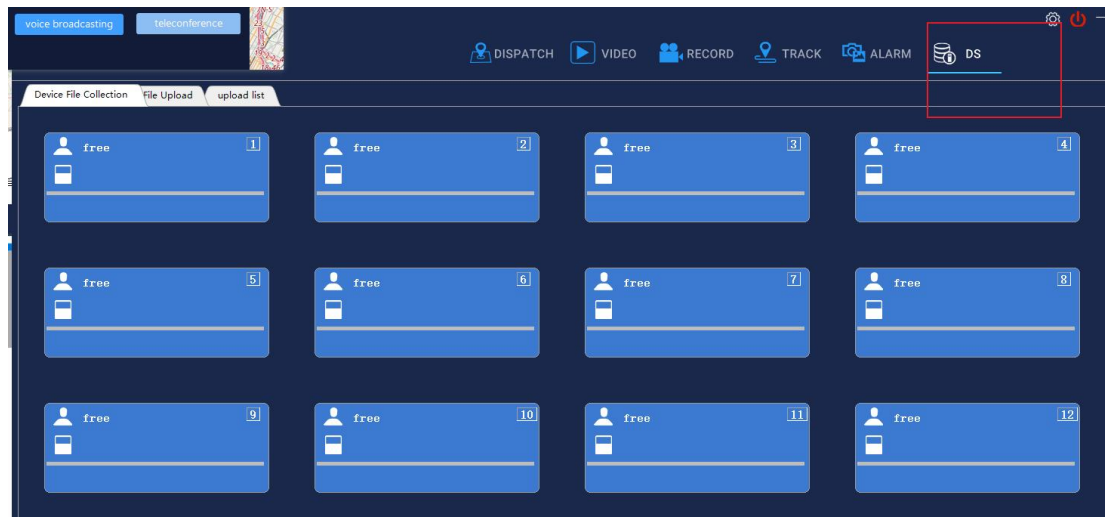 voice broadcasting teleconference
DISPATCH VIDEO RECORD TRACK ALARM DS
Device File Collection File Upload upload list
free 1 free 2 free 3 free 4
free 5 free 6 free 7 free 8
free 9 free 10 free 11 free 12